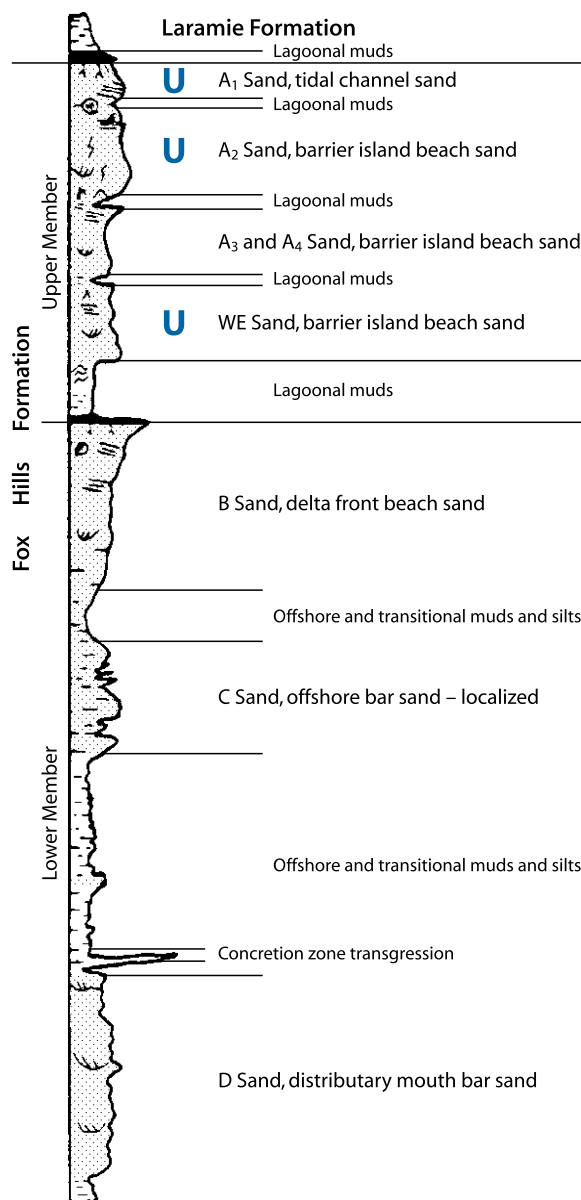 Laramie Formation
Lagoonal muds
U A₁ Sand, tidal channel sand
Lagoonal muds
U A₂ Sand, barrier island beach sand
Lagoonal muds
A₃ and A₄ Sand, barrier island beach sand
Lagoonal muds
U WE Sand, barrier island beach sand
Lagoonal muds
B Sand, delta front beach sand
Offshore and transitional muds and silts
C Sand, offshore bar sand – localized
Offshore and transitional muds and silts
Concretion zone transgression
D Sand, distributary mouth bar sand
Fox Hills Formation
Upper Member
Lower Member